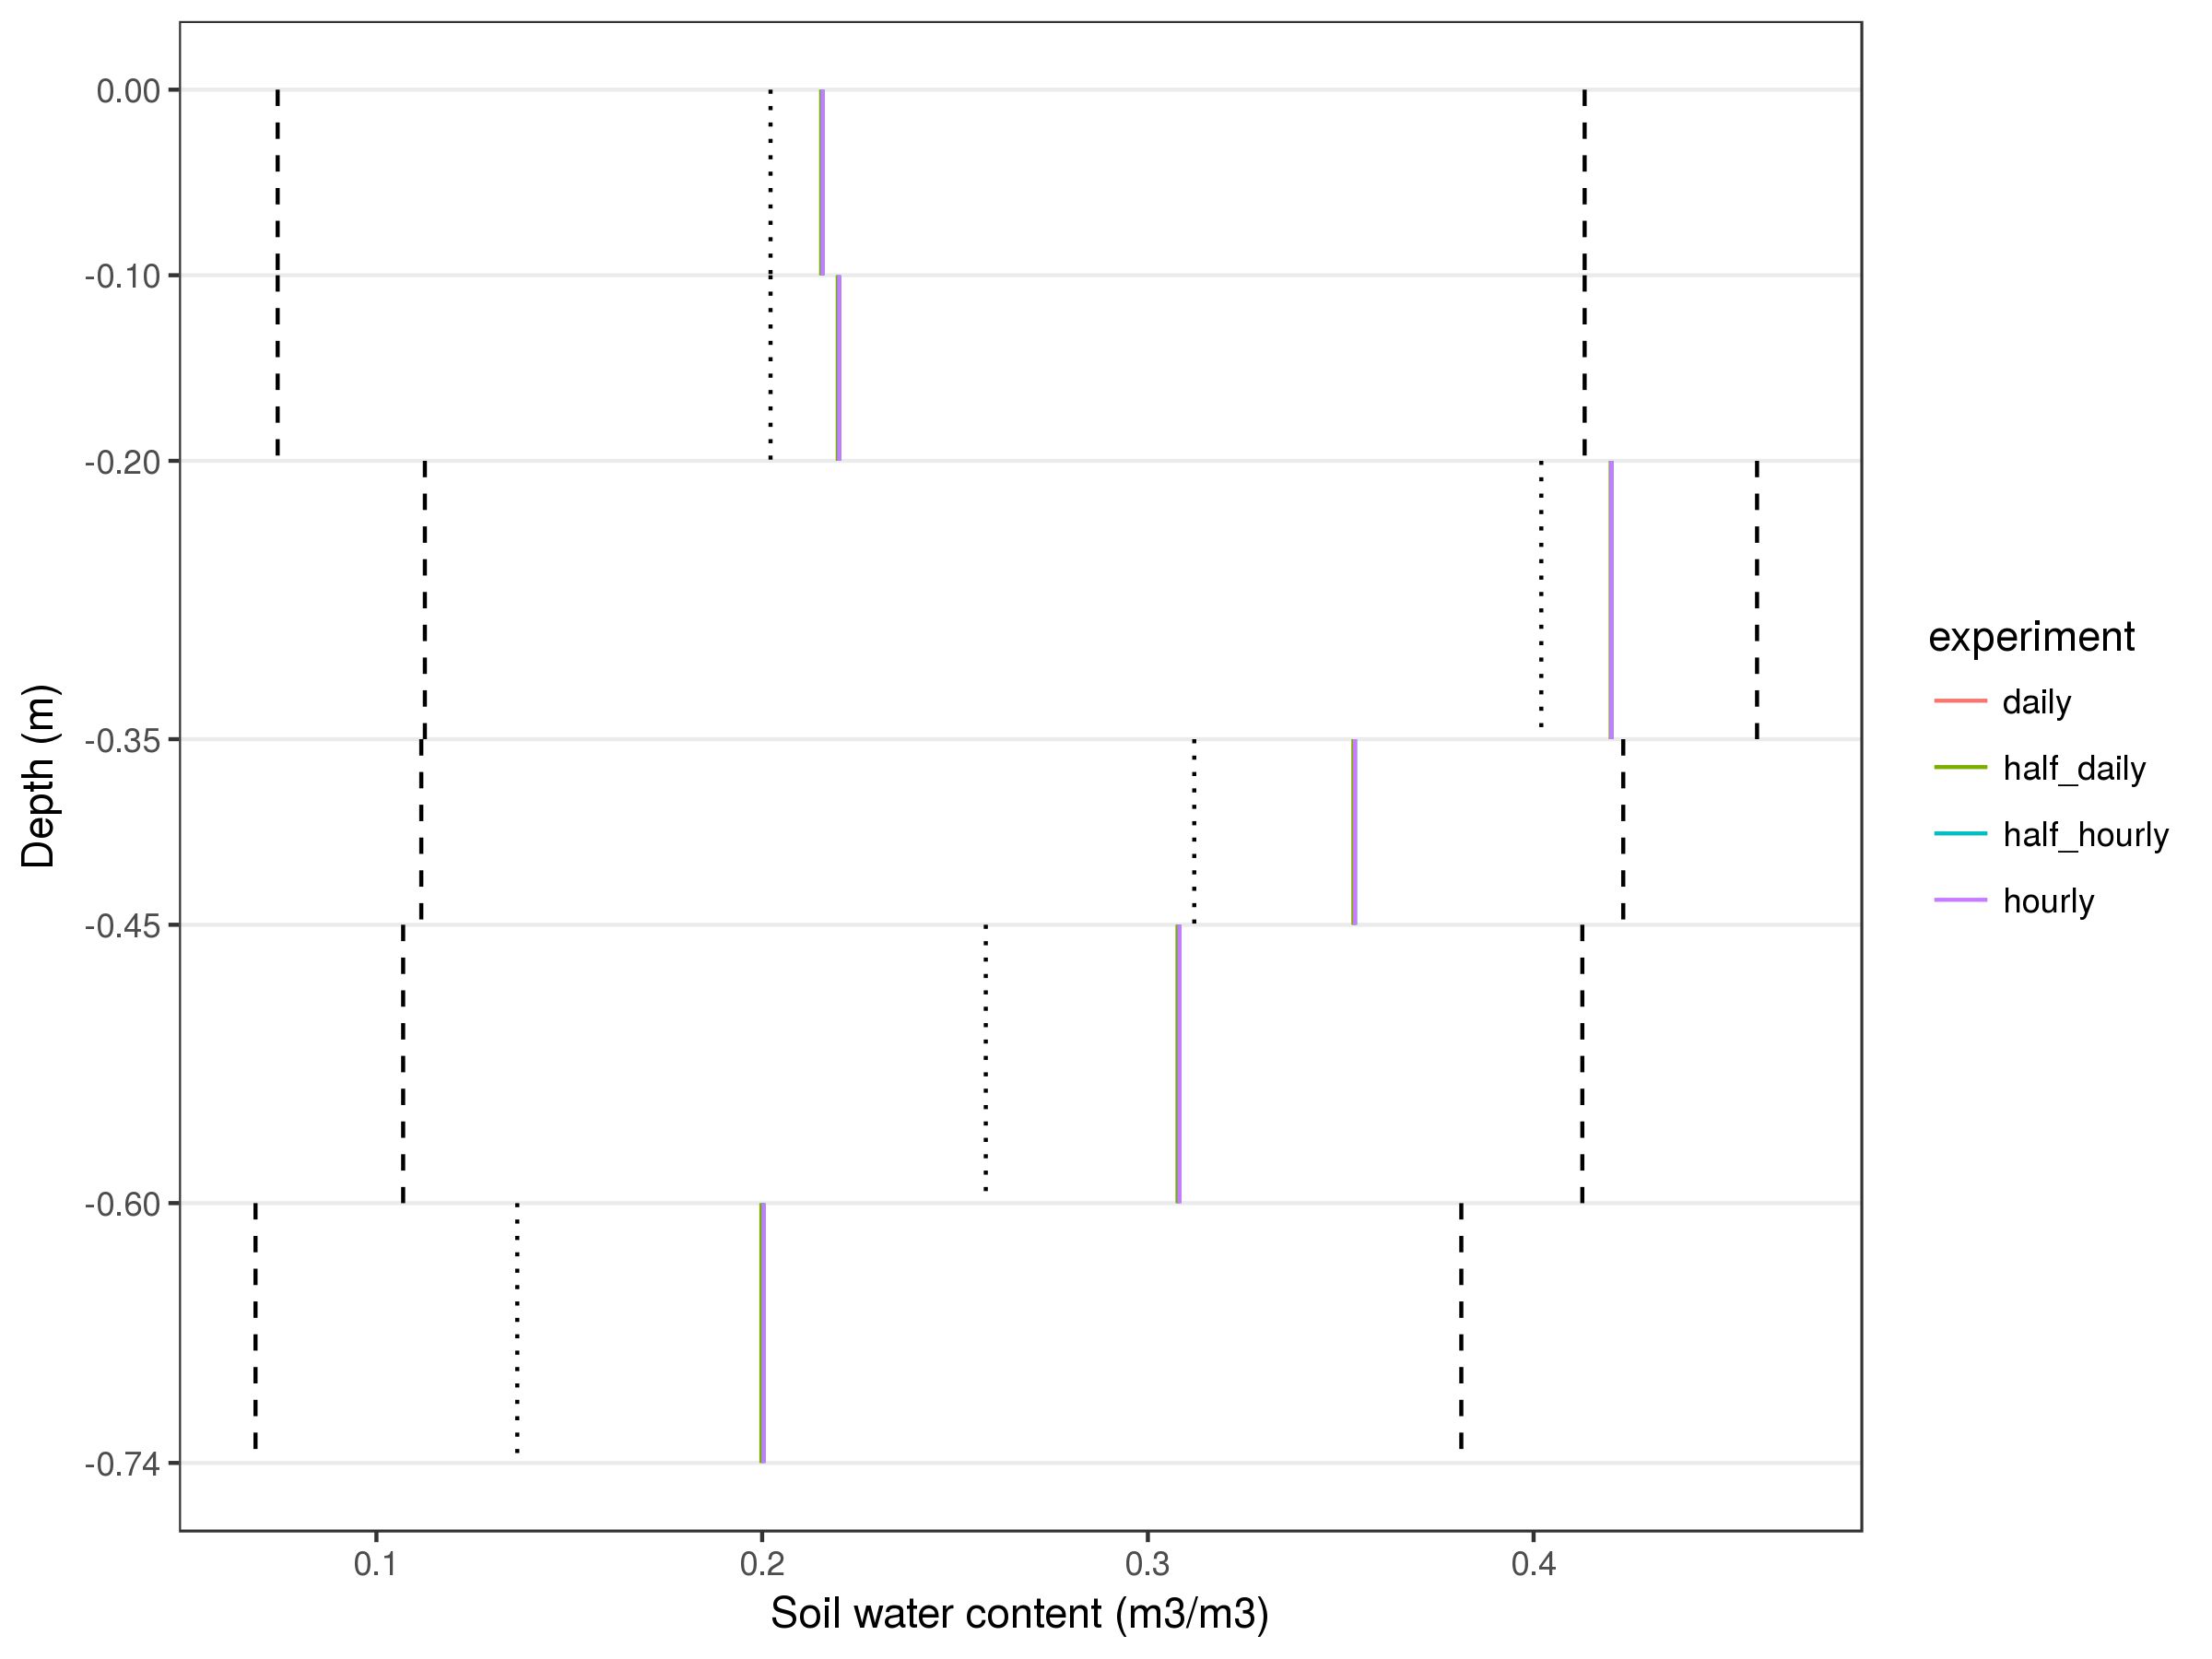 0.00
-0.10
-0.20
-0.35
-0.45
-0.60
-0.74
Depth (m)
0.1
0.2
0.3
0.4
Soil water content (m3/m3)
experiment
daily
half_daily
half_hourly
hourly